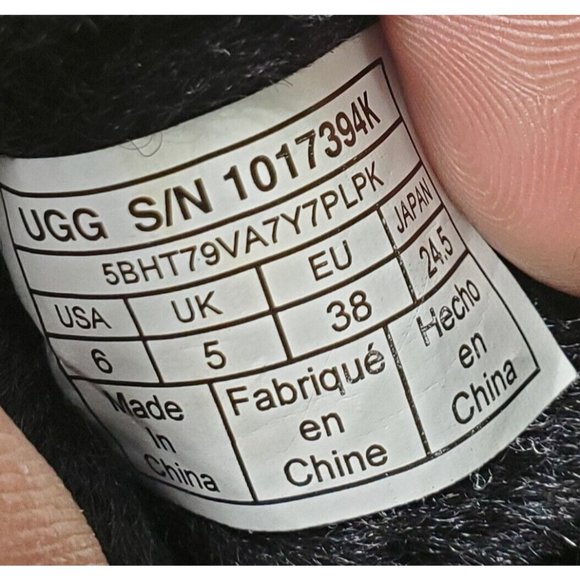 UGG S/N 1017394K
5BHT79VA7Y7PLPK
USA UK EU JAPAN
6 5 38 24.5
Made
In
China
Fabriqué
en
Chine
Hecho
en
China